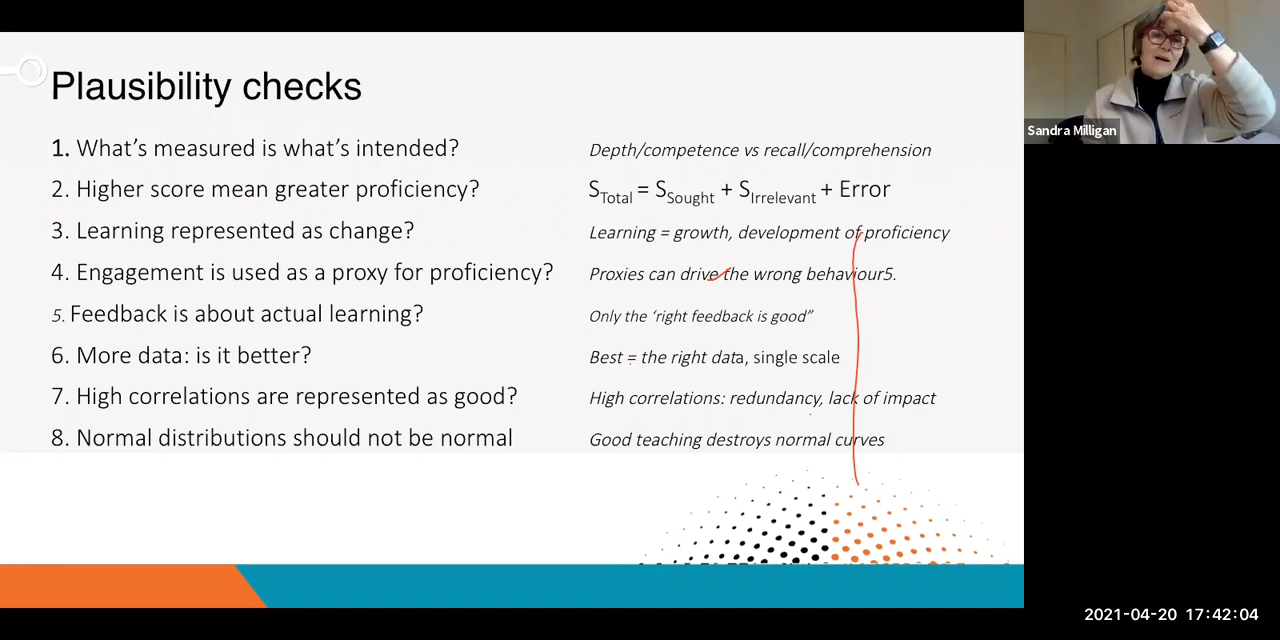 Plausibility checks
1. What's measured is what's intended?
Depth/competence vs recall/comprehension
2. Higher score mean greater proficiency?
S_Total = S_Sought + S_Irrelevant + Error
3. Learning represented as change?
Learning = growth, development of proficiency
4. Engagement is used as a proxy for proficiency?
Proxies can drive the wrong behaviour5.
5. Feedback is about actual learning?
Only the ‘right feedback is good”
6. More data: is it better?
Best = the right data, single scale
7. High correlations are represented as good?
High correlations: redundancy, lack of impact
8. Normal distributions should not be normal
Good teaching destroys normal curves
Sandra Milligan
2021-04-20 17:42:04